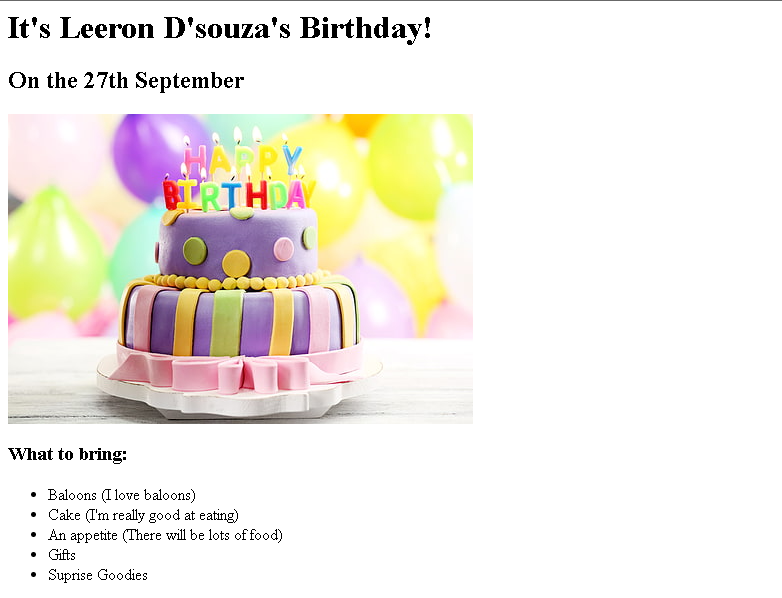 It's Leeron D'souza's Birthday!
On the 27th September
HAPPY
BIRTHDAY
What to bring:
Baloons (I love baloons)
Cake (I'm really good at eating)
An appetite (There will be lots of food)
Gifts
Suprise Goodies